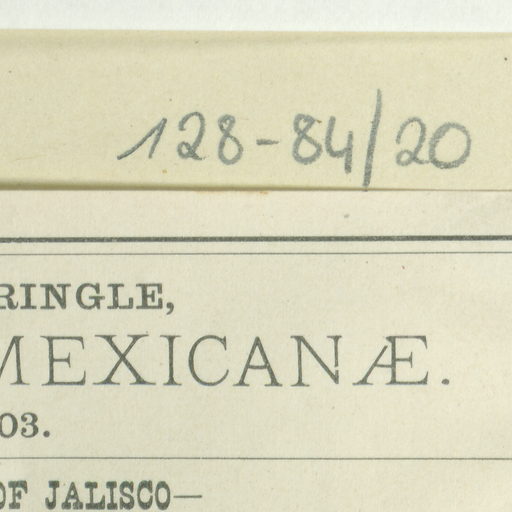 128-84/20
RINGLE,
MEXICANÆ.
03.
OF JALISCO—